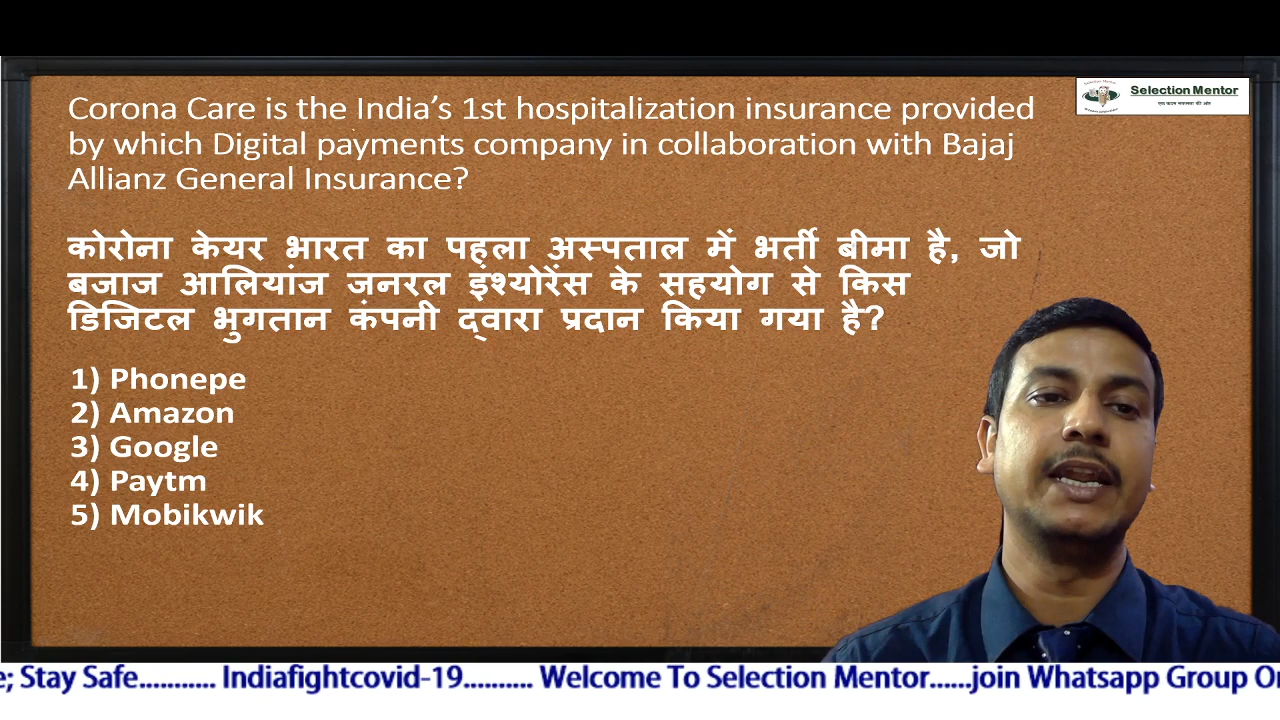 Corona Care is the India’s 1st hospitalization insurance provided
by which Digital payments company in collaboration with Bajaj
Allianz General Insurance?
Selection Mentor
कोरोना केयर भारत का पहला अस्पताल में भर्ती बीमा है, जो
बजाज आलियांज जनरल इंश्योरेंस के सहयोग से किस
डिजिटल भुगतान कंपनी द्वारा प्रदान किया गया है?
1) Phonepe
2) Amazon
3) Google
4) Paytm
5) Mobikwik
e; Stay Safe........... Indiafightcovid-19.......... Welcome To Selection Mentor......join Whatsapp Group On